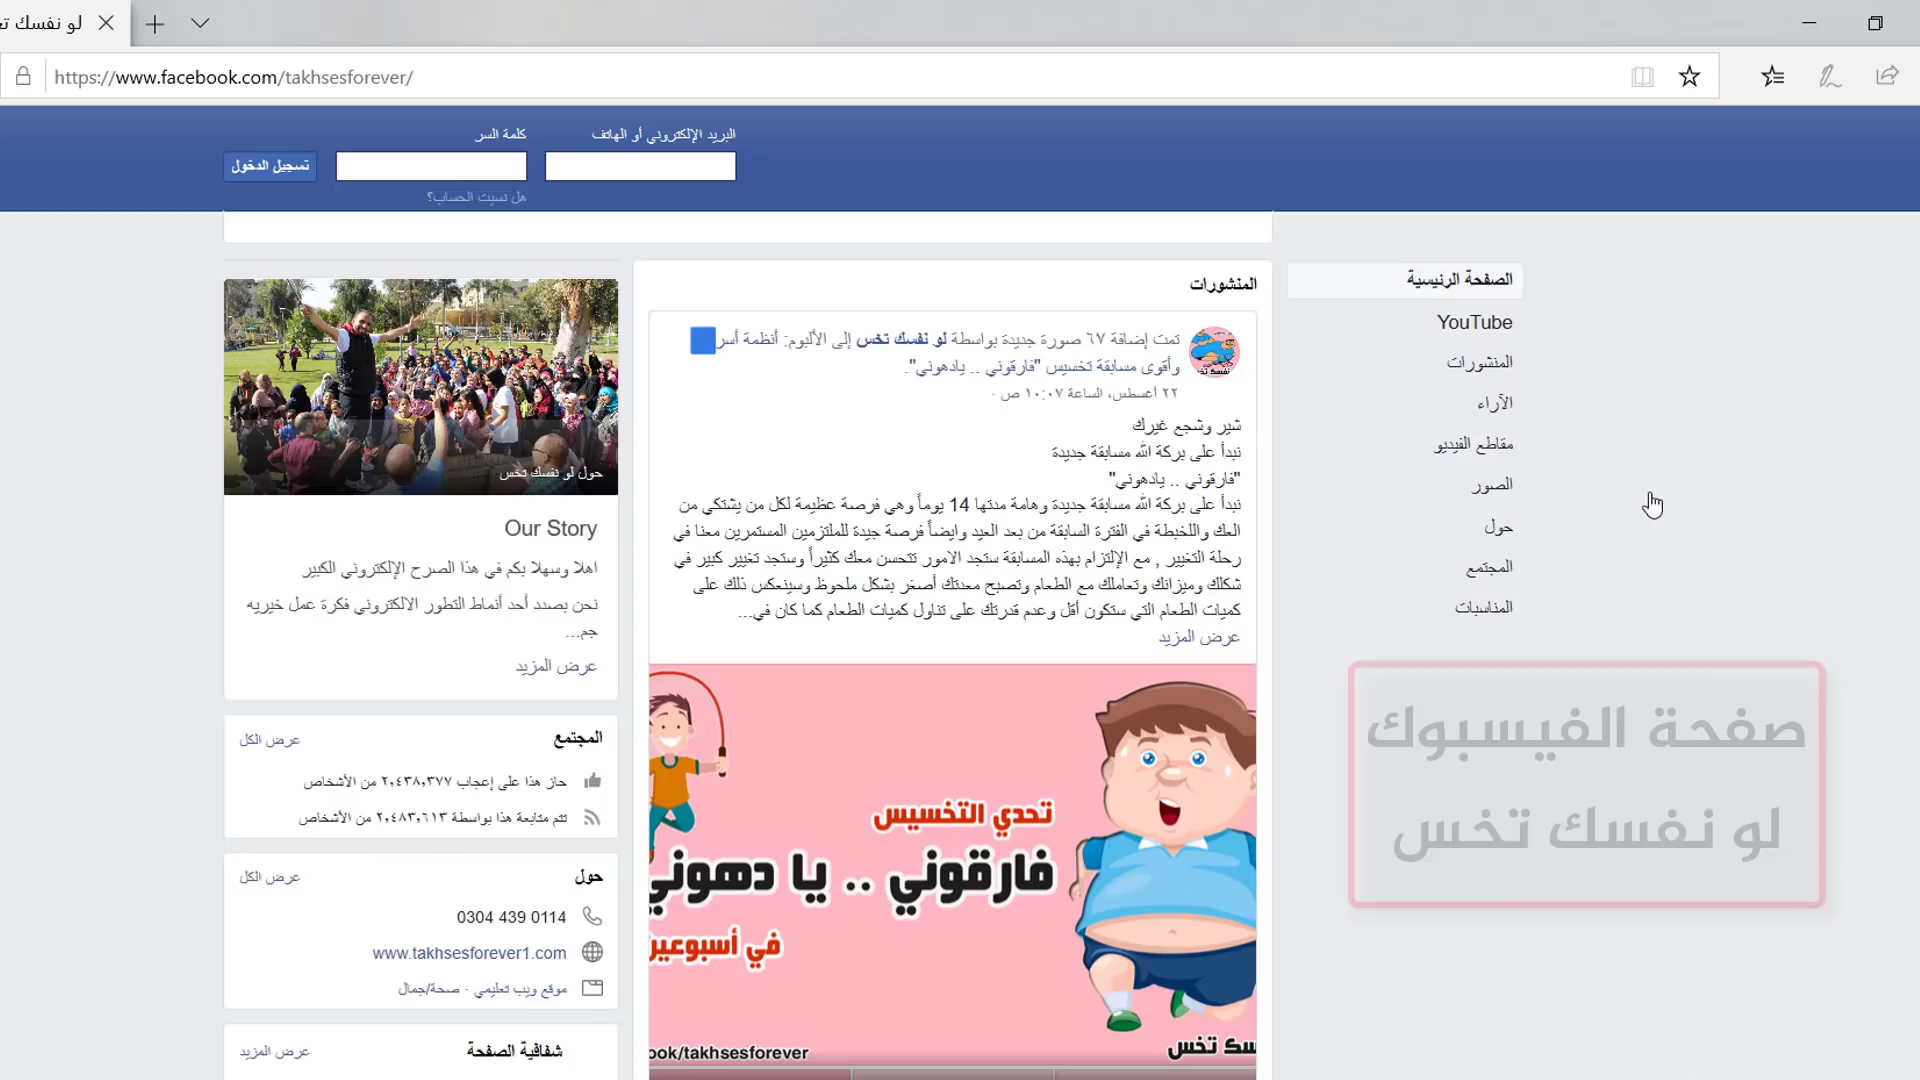 لو نفسك
https://www.facebook.com/takhsesforever/
البريد الإلكتروني أو الهاتف
كلمة السر
تسجيل الدخول
هل نسيت الحساب؟
الصفحة الرئيسية
YouTube
المنشورات
الآراء
مقاطع الفيديو
الصور
حول
المجتمع
المناسبات
صفحة الفيسبوك
لو نفسك تخس
المنشورات
تمت إضافة ٦٧ صورة جديدة بواسطة لو نفسك تخس إلى الألبوم: أنظمة أسر
وأقوى مسابقة تخسيس "فارقوني .. يادهوني".
٢٢ أغسطس، الساعة ١٠:٠٧ ص ·
شير وشجع غيرك
نبدأ على بركة الله مسابقة جديدة
"فارقوني .. يادهوني"
نبدأ على بركة الله مسابقة جديدة وهامة مدتها 14 يوماً وهي فرصة عظيمة لكل من يشتكي من
العك واللخبطة في الفترة السابقة من بعد العيد وايضاً فرصة جيدة للملتزمين المستمرين معنا في
رحلة التغيير , مع الإلتزام بهذه المسابقة ستجد الامور تتحسن معك كثيراً وستجد تغيير كبير في
شكلك وميزانك وتعاملك مع الطعام وتصبح معدتك أصغر بشكل ملحوظ وسينعكس ذلك على
كميات الطعام التي ستكون أقل وعدم قدرتك على تناول كميات الطعام كما كان في...
عرض المزيد
تحدي التخسيس
فارقوني .. يا دهوني
في أسبوعين
ook/takhsesforever
تخس
حول لو نفسك تخس
Our Story
اهلا وسهلا بكم في هذا الصرح الإلكتروني الكبير
نحن بصدد أحد أنماط التطور الالكتروني فكرة عمل خيريه
جم...
عرض المزيد
المجتمع
عرض الكل
حاز هذا على إعجاب ٢,٤٣٨,٣٧٧ من الأشخاص
تتم متابعة هذا بواسطة ٢,٤٨٣,٦١٣ من الأشخاص
حول
عرض الكل
0304 439 0114
www.takhsesforever1.com
موقع ويب تعليمي · صحة/جمال
شفافية الصفحة
عرض المزيد